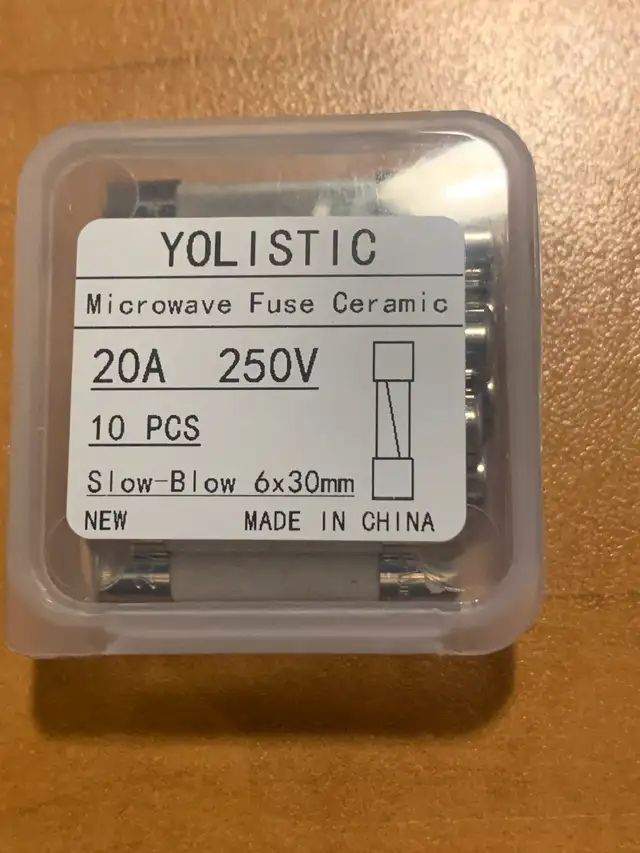 YOLISTIC
Microwave Fuse Ceramic
20A 250V
10 PCS
Slow-Blow 6x30mm
NEW MADE IN CHINA